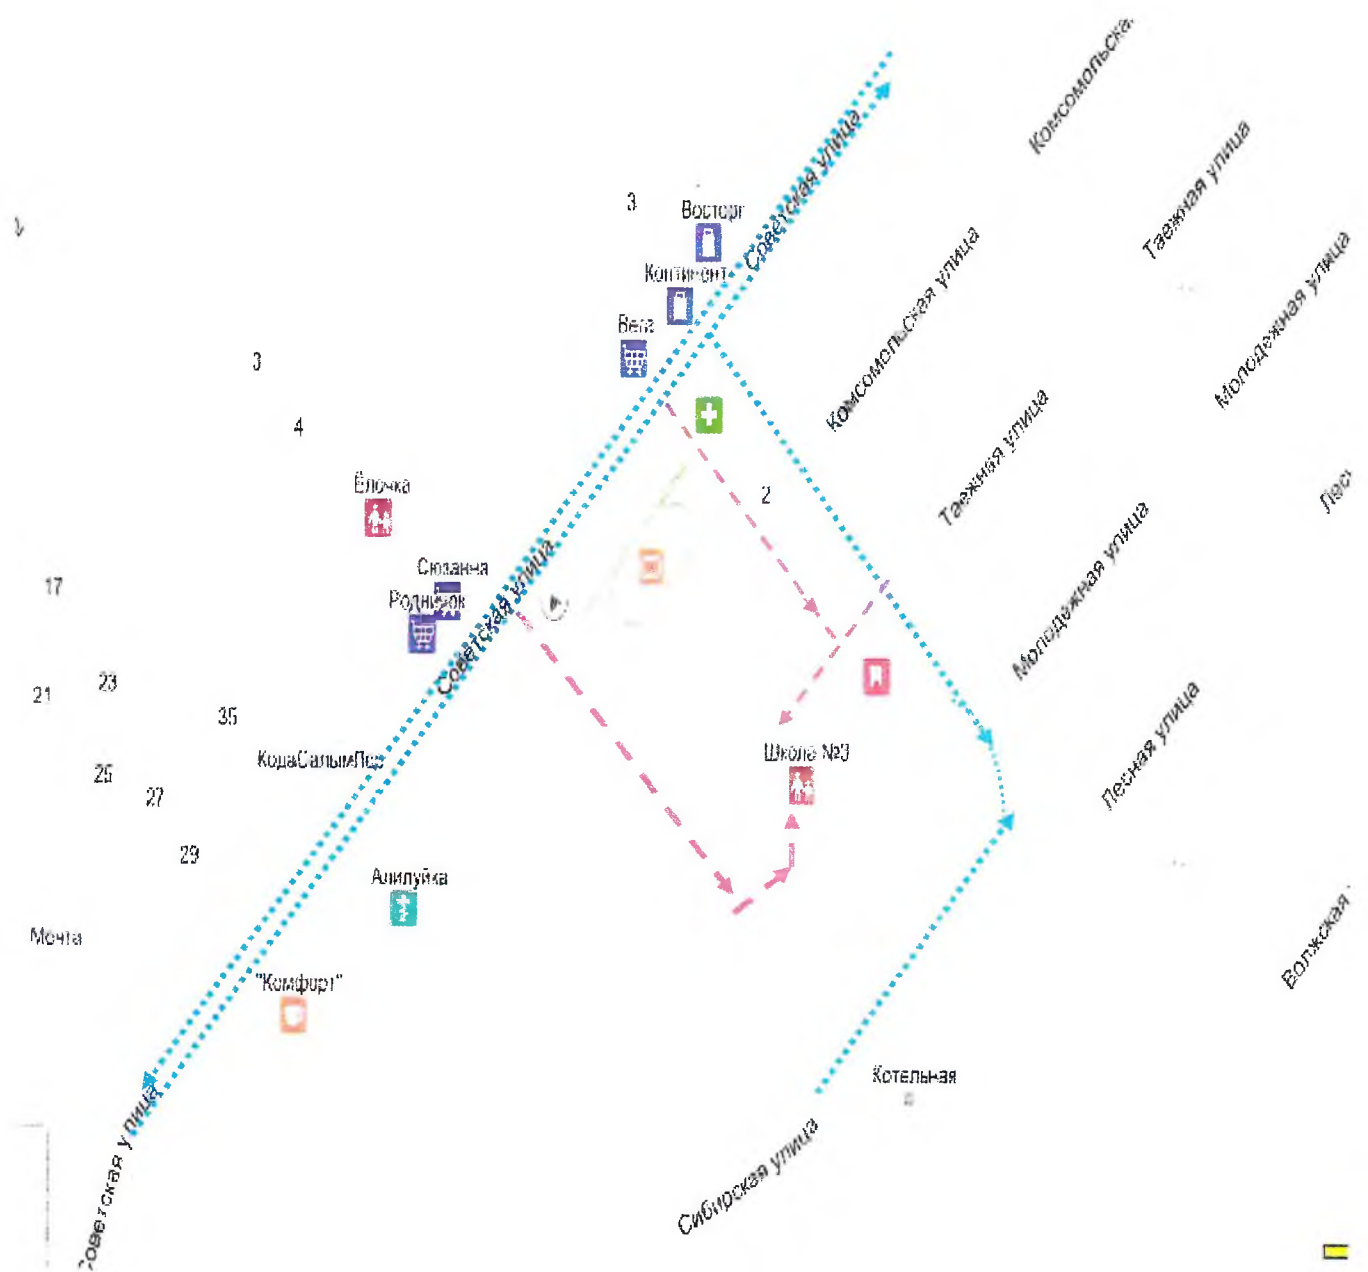 Комсомольска
Таежная улица
Молодежная улица
3
Восторг
Советская улица
Континент
Комсомольская улица
Вега
3
4
Таежная улица
Ёлочка
2
Молодежная улица
Сюзанна
Родничок
Советская улица
17
23
21
35
Лесная улица
КодаСалымЛес
Школа №3
25
27
29
Алилуйка
Волжская
Мечта
"Комфорт"
Котельная
Советская улица
Сибирская улица